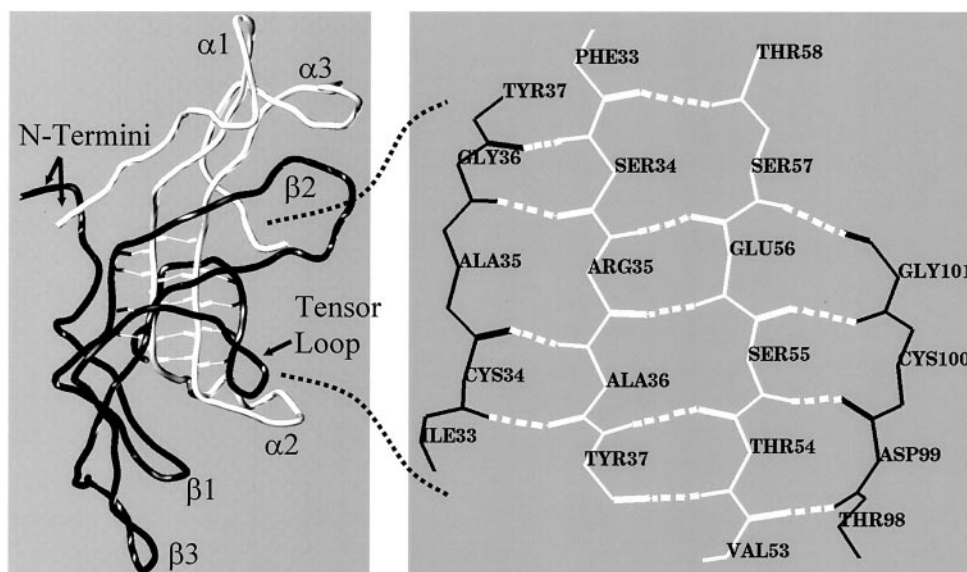 α1
α3
N-Termini
β2
Tensor
Loop
α2
β1
β3
PHE33
THR58
TYR37
GLY36
SER34
SER57
ALA35
ARG35
GLU56
GLY101
CYS34
ALA36
SER55
CYS100
ILE33
TYR37
THR54
ASP99
THR98
VAL53